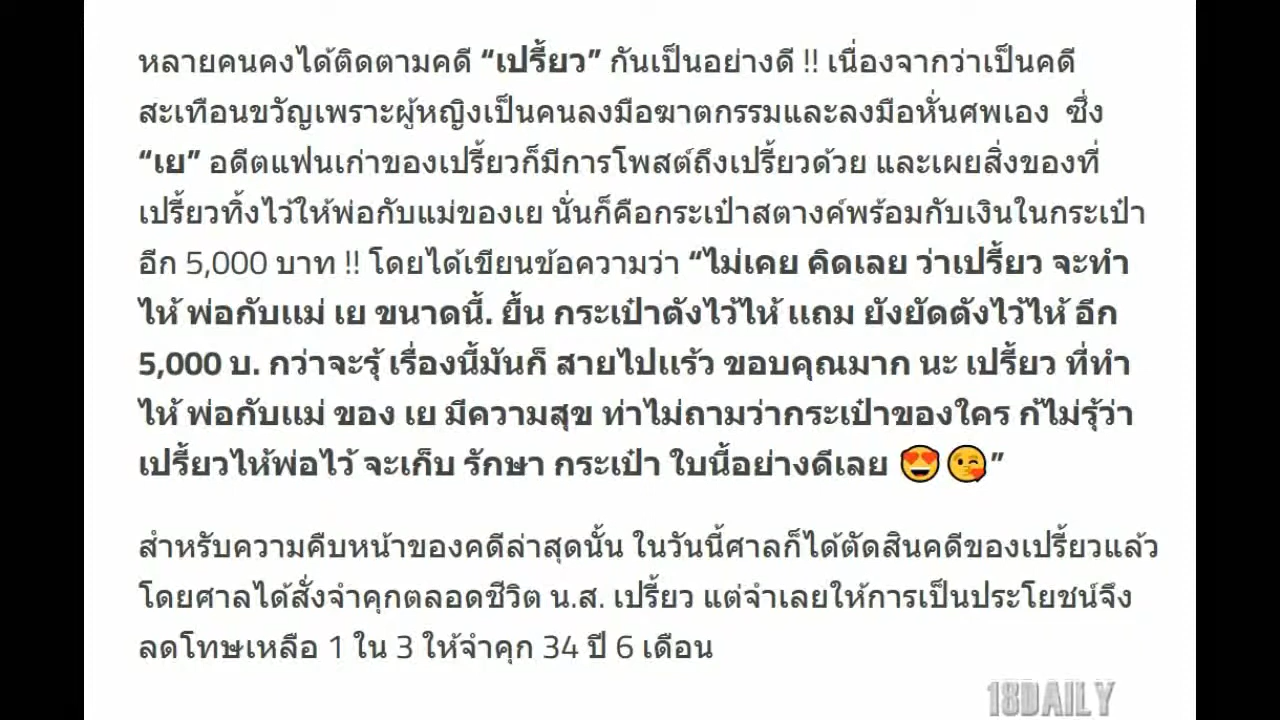 หลายคนคงได้ติดตามคดี “เปรี้ยว” กันเป็นอย่างดี !! เนื่องจากว่าเป็นคดี
สะเทือนขวัญเพราะผู้หญิงเป็นคนลงมือฆาตกรรมและลงมือหั่นศพเอง ซึ่ง
“เย” อดีตแฟนเก่าของเปรี้ยวก็มีการโพสต์ถึงเปรี้ยวด้วย และเผยสิ่งของที่
เปรี้ยวทิ้งไว้ให้พ่อกับแม่ของเย นั่นก็คือกระเป๋าสตางค์พร้อมกับเงินในกระเป๋า
อีก 5,000 บาท !! โดยได้เขียนข้อความว่า “ไม่เคย คิดเลย ว่าเปรี้ยว จะทำ
ไห้ พ่อกับแม่ เย ขนาดนี้. ยื้น กระเป๋าตังไว้ไห้ แถม ยังยัดตังไว้ไห้ อีก
5,000 บ. กว่าจะรุ้ เรื่องนี้มันก็ สายไปแร้ว ขอบคุณมาก นะ เปรี้ยว ที่ทำ
ไห้ พ่อกับแม่ ของ เย มีความสุข ท่าไม่ถามว่ากระเป๋าของใคร ก้ไม่รุ้ว่า
เปรี้ยวไห้พ่อไว้ จะเก็บ รักษา กระเป๋า ใบนี้อย่างดีเลย 😍😘”
สำหรับความคืบหน้าของคดีล่าสุดนั้น ในวันนี้ศาลก็ได้ตัดสินคดีของเปรี้ยวแล้ว
โดยศาลได้สั่งจำคุกตลอดชีวิต น.ส. เปรี้ยว แต่จำเลยให้การเป็นประโยชน์จึง
ลดโทษเหลือ 1 ใน 3 ให้จำคุก 34 ปี 6 เดือน
18DAILY